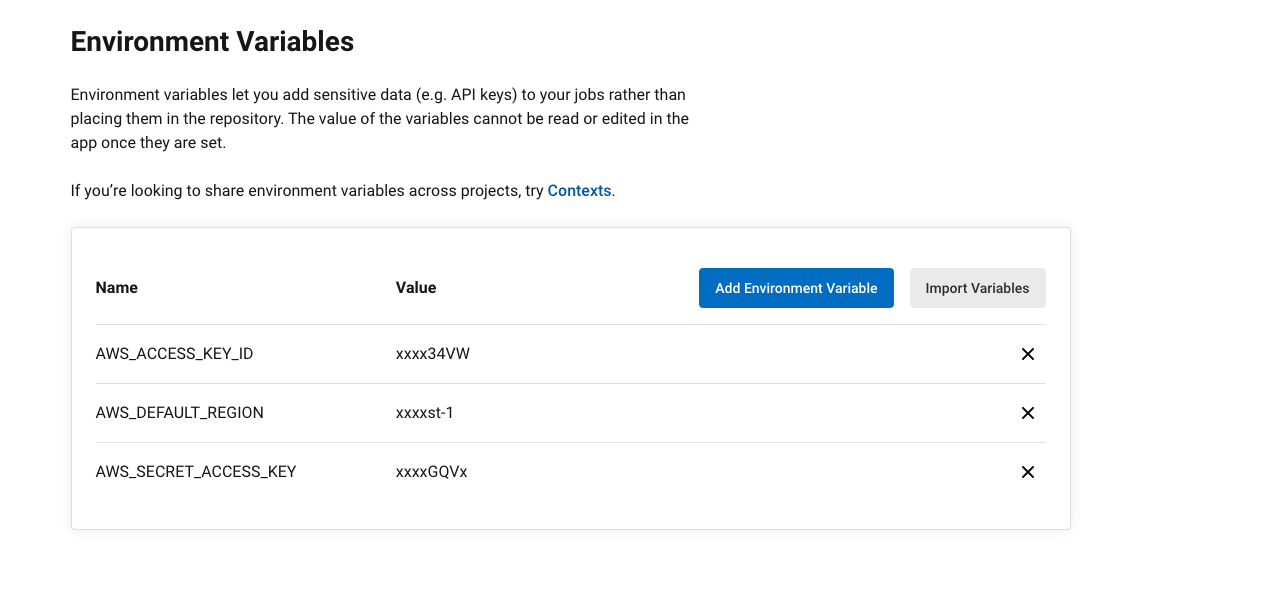 Environment Variables
Environment variables let you add sensitive data (e.g. API keys) to your jobs rather than
placing them in the repository. The value of the variables cannot be read or edited in the
app once they are set.
If you’re looking to share environment variables across projects, try Contexts.
Name Value Add Environment Variable Import Variables
AWS_ACCESS_KEY_ID xxxx34VW
AWS_DEFAULT_REGION xxxxst-1
AWS_SECRET_ACCESS_KEY xxxxGQVx